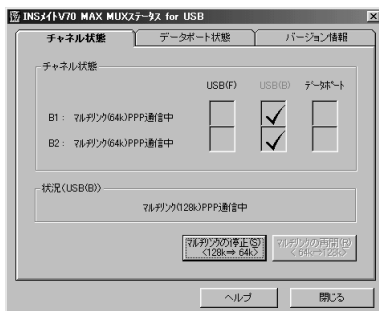 INSﾒｲﾄV70 MAX MUXｽﾃｰﾀｽ for USB
チャネル状態 データポート状態 バージョン情報
チャネル状態
USB(F) USB(B) ﾃﾞｰﾀﾎﾟｰﾄ
B1： ﾏﾙﾁﾘﾝｸ(64k)PPP通信中
B2： ﾏﾙﾁﾘﾝｸ(64k)PPP通信中
状況(USB(B))
ﾏﾙﾁﾘﾝｸ(128k)PPP通信中
ﾏﾙﾁﾘﾝｸの停止(S) ﾏﾙﾁﾘﾝｸの再開(R)
<128k⇒ 64k> < 64k⇒128k>
ヘルプ 閉じる